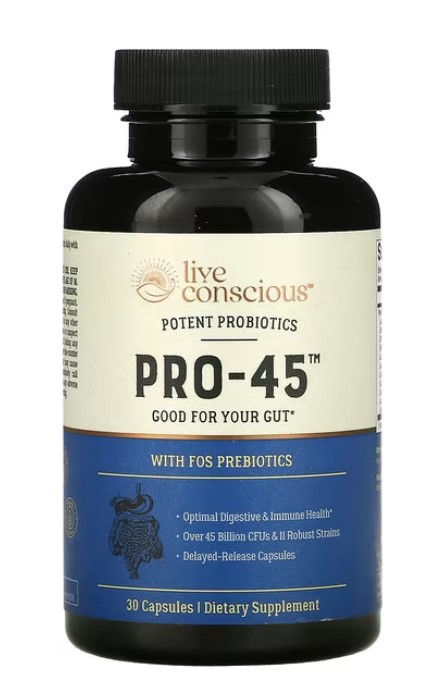 live
conscious™
POTENT PROBIOTICS
PRO-45™
GOOD FOR YOUR GUT*
WITH FOS PREBIOTICS
• Optimal Digestive & Immune Health*
• Over 45 Billion CFUs & 11 Robust Strains
• Delayed-Release Capsules
30 Capsules | Dietary Supplement